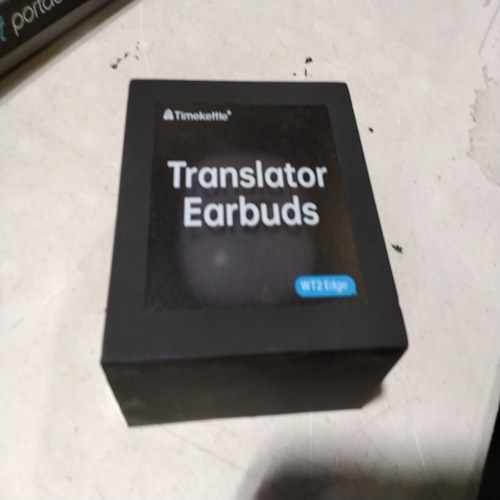 Timekettle
Translator
Earbuds
WT2 Edge